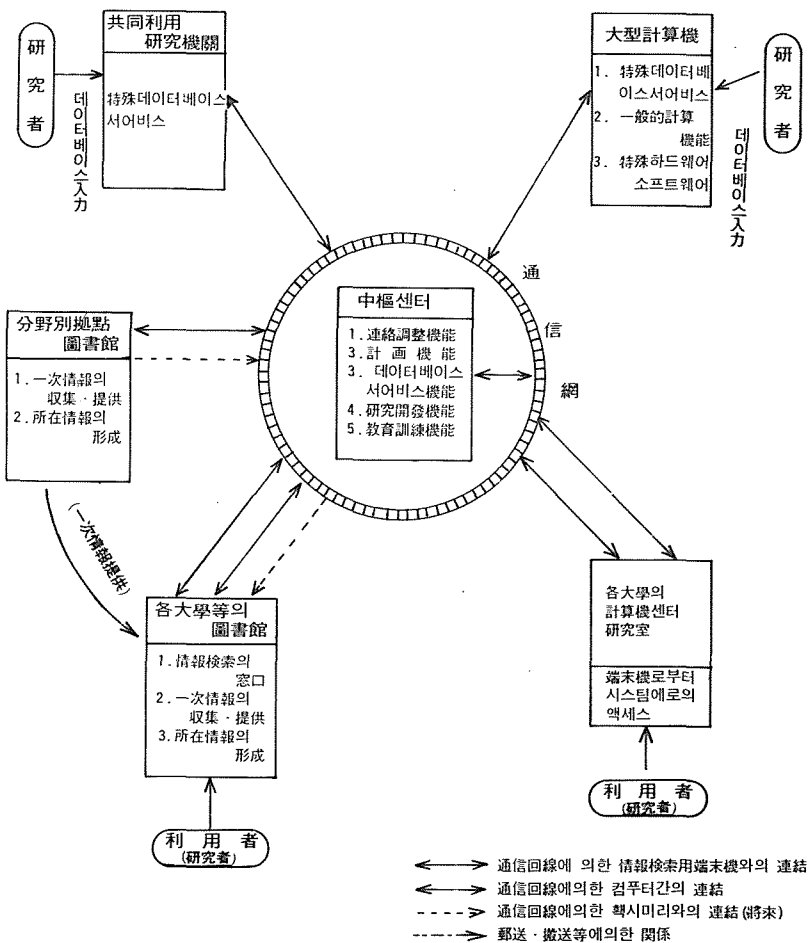 共同利用
研究機關
特殊데이터베이스
서어비스
研究者
데이터베이스入力
大型計算機
1. 特殊데이터베
이스서어비스
2. 一般的計算
機能
3. 特殊하드웨어
소프트웨어
研究者
데이터베이스入力
通信網
中樞센터
1. 連絡調整機能
3. 計画機能
3. 데이터베이스
서어비스機能
4. 研究開發機能
5. 教育訓練機能
分野別拠點
圖書館
1. 一次情報의
収集·提供
2. 所在情報의
形成
(一次情報提供)
各大學等의
圖書館
1. 情報検索의
窓口
2. 一次情報의
収集·提供
3. 所在情報의
形成
利用者
(研究者)
各大學의
計算機센터
研究室
端末機로부터
시스팀에로의
액세스
利用者
(研究者)
通信回線에 의한 情報検索用端末機와의 連結
通信回線에의한 컴푸터간의 連結
通信回線에의한 팩시미리와의 連結(將來)
郵送·搬送等에의한 関係